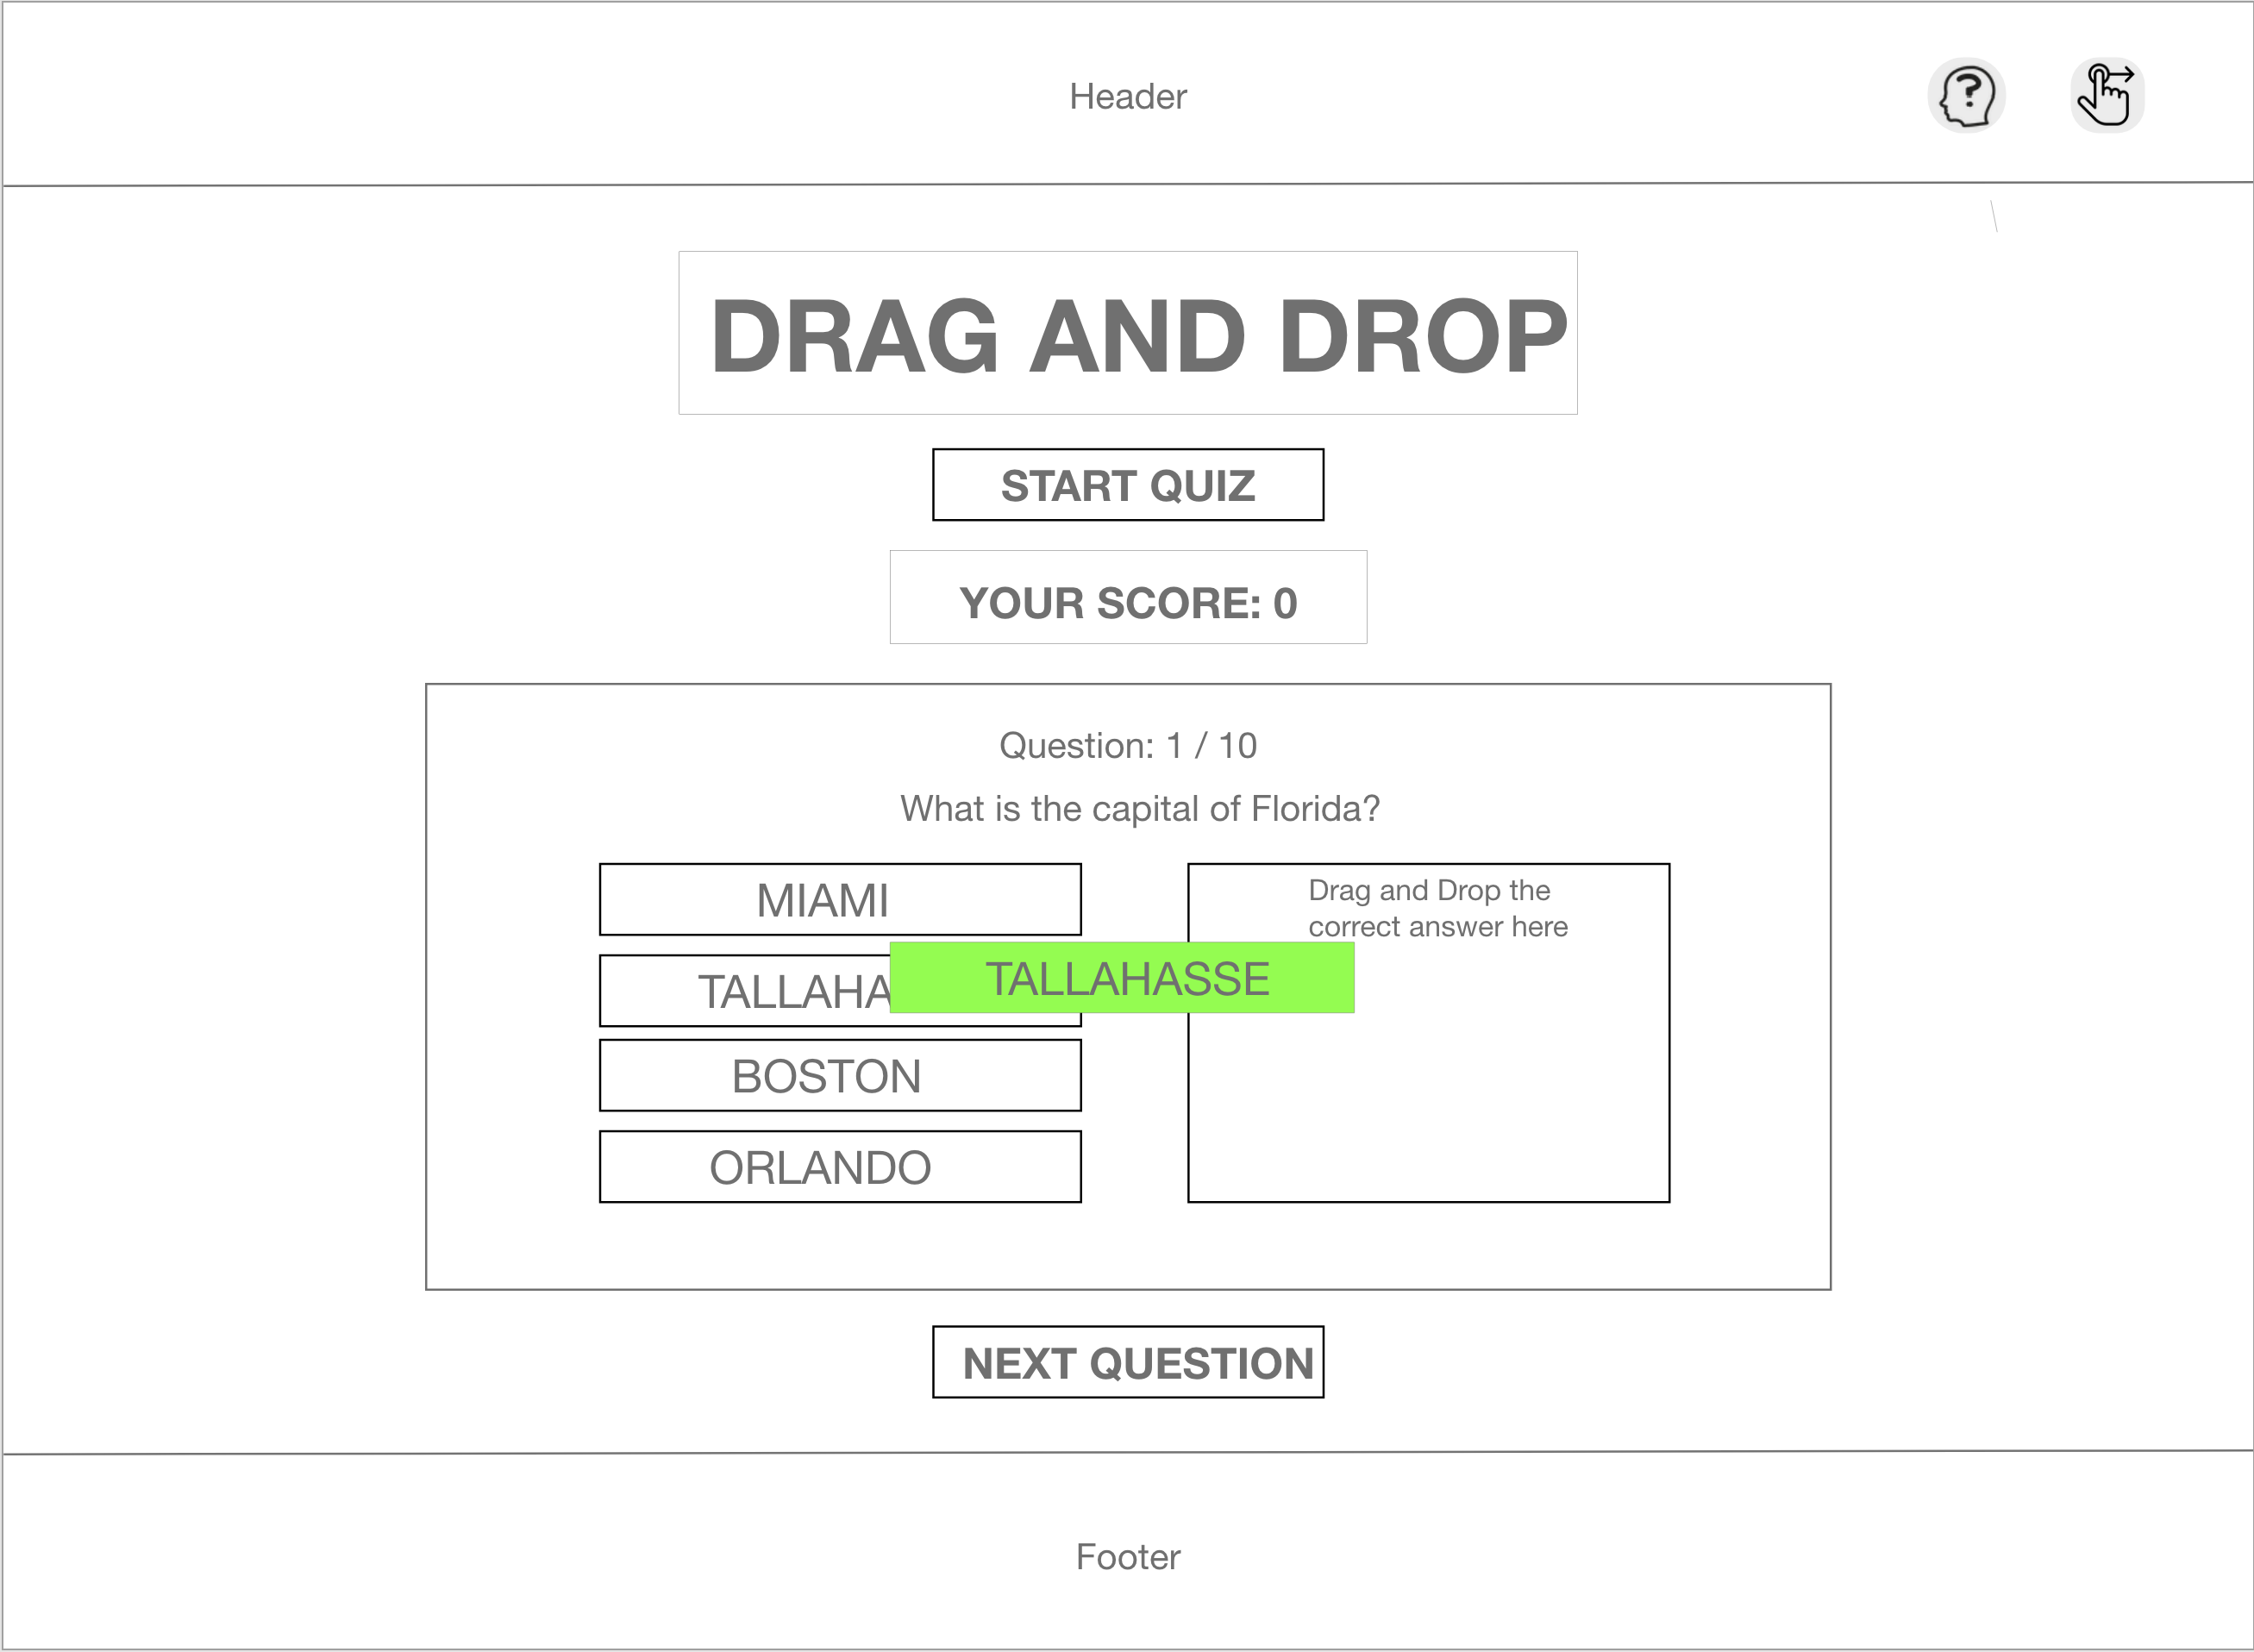 Header
?
DRAG AND DROP
START QUIZ
YOUR SCORE: 0
Question: 1 / 10
What is the capital of Florida?
MIAMI
Drag and Drop the
correct answer here
TALLAHA
TALLAHASSE
BOSTON
ORLANDO
NEXT QUESTION
Footer